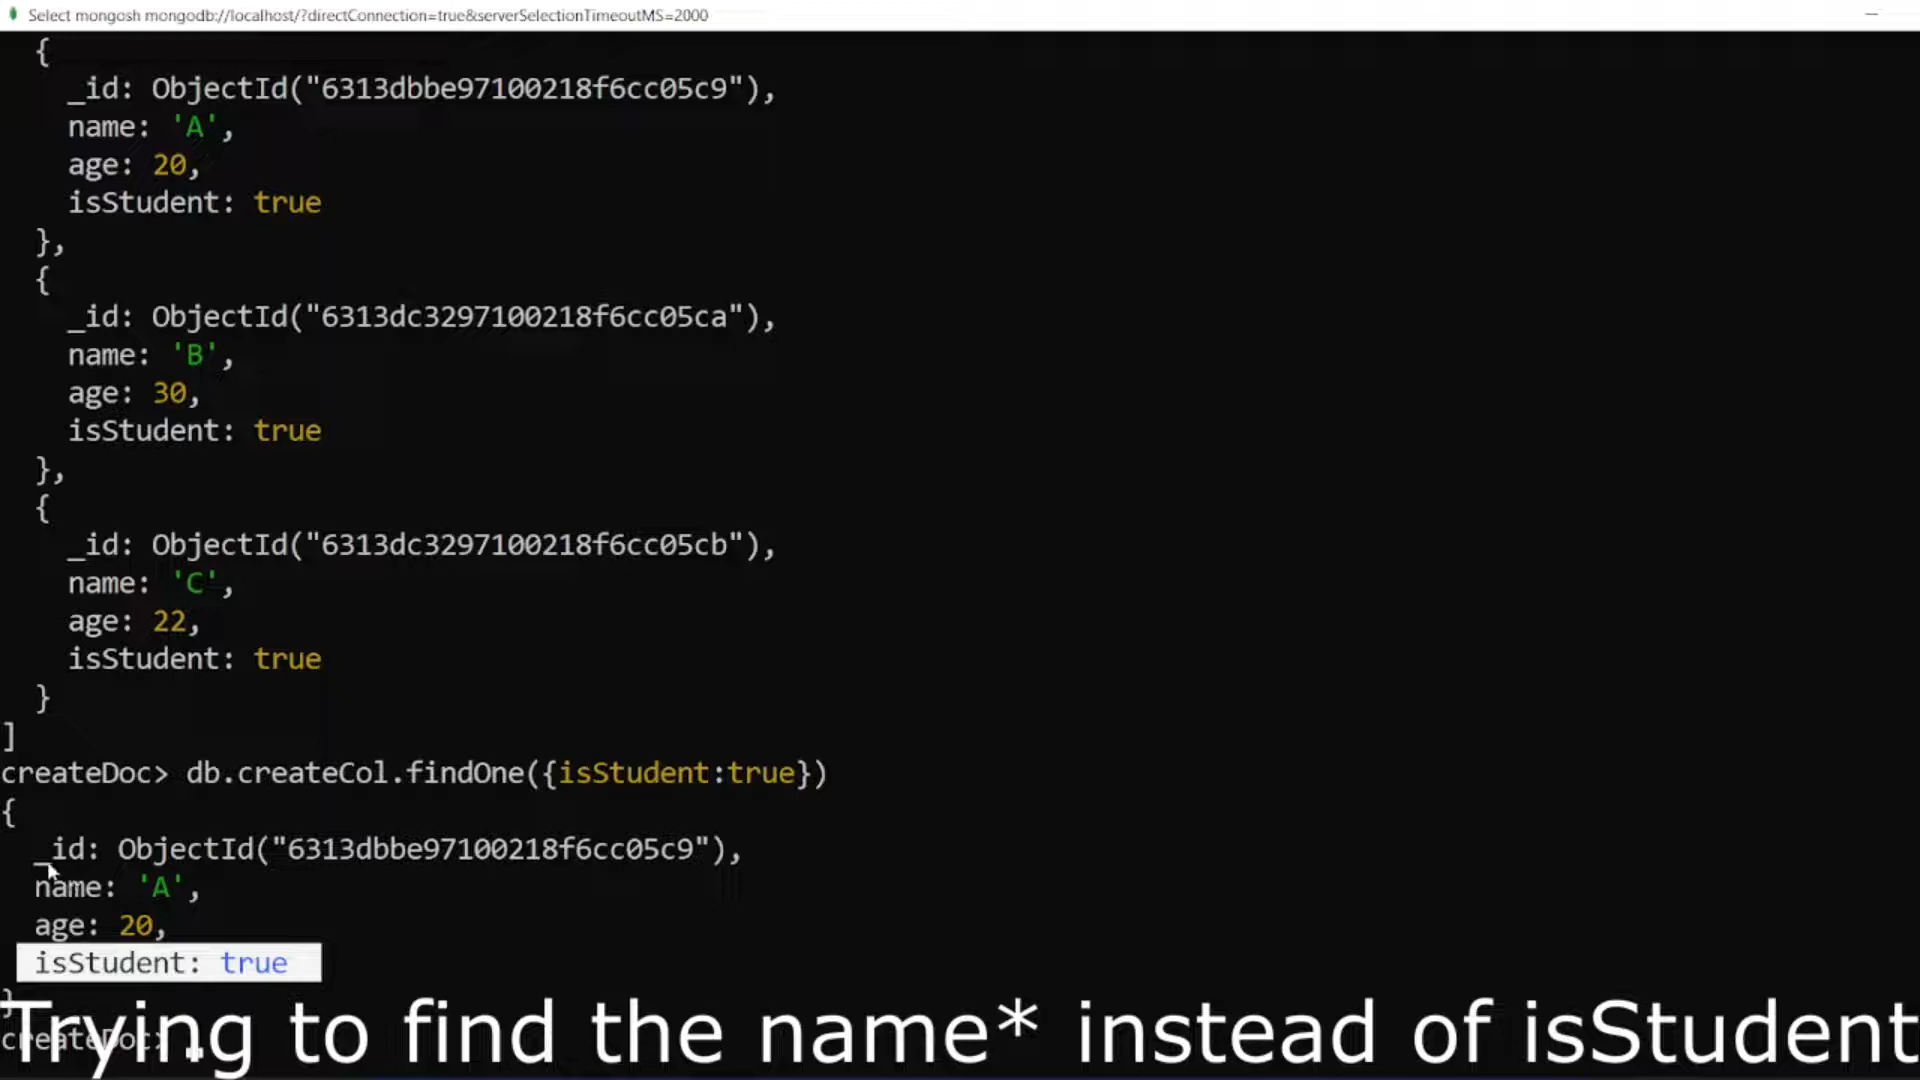 Select mongosh mongodb://localhost/?directConnection=true&serverSelectionTimeoutMS=2000
{
_id: ObjectId("6313dbbe97100218f6cc05c9"),
name: 'A',
age: 20,
isStudent: true
},
{
_id: ObjectId("6313dc3297100218f6cc05ca"),
name: 'B',
age: 30,
isStudent: true
},
{
_id: ObjectId("6313dc3297100218f6cc05cb"),
name: 'C',
age: 22,
isStudent: true
}
]
createDoc> db.createCol.findOne({isStudent:true})
{
_id: ObjectId("6313dbbe97100218f6cc05c9"),
name: 'A',
age: 20,
isStudent: true
}
createDoc>
Trying to find the name* instead of isStudent